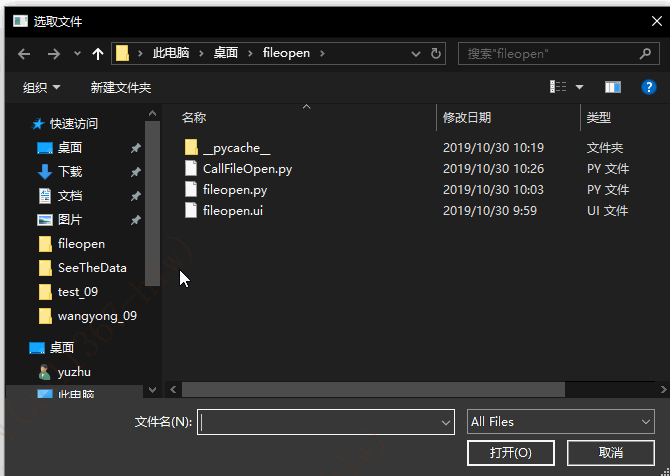 选取文件
此电脑 > 桌面 > fileopen >
搜索"fileopen"
组织 新建文件夹
名称 修改日期 类型
快速访问
桌面
下载
文档
图片
fileopen
SeeTheData
test_09
wangyong_09
桌面
yuzhu
此电脑
__pycache__ 2019/10/30 10:19 文件夹
CallFileOpen.py 2019/10/30 10:26 PY 文件
fileopen.py 2019/10/30 10:03 PY 文件
fileopen.ui 2019/10/30 9:59 UI 文件
文件名(N): All Files
打开(O) 取消